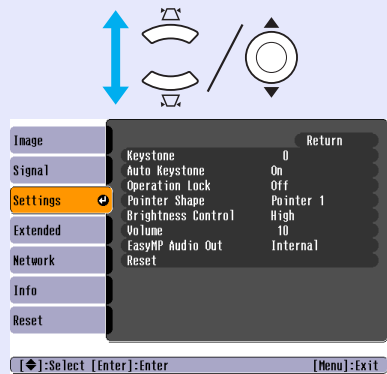 Image
Signal
Settings
Extended
Network
Info
Reset
Return
Keystone 0
Auto Keystone On
Operation Lock Off
Pointer Shape Pointer 1
Brightness Control High
Volume 10
EasyMP Audio Out Internal
Reset
[ ]:Select [Enter]:Enter [Menu]:Exit